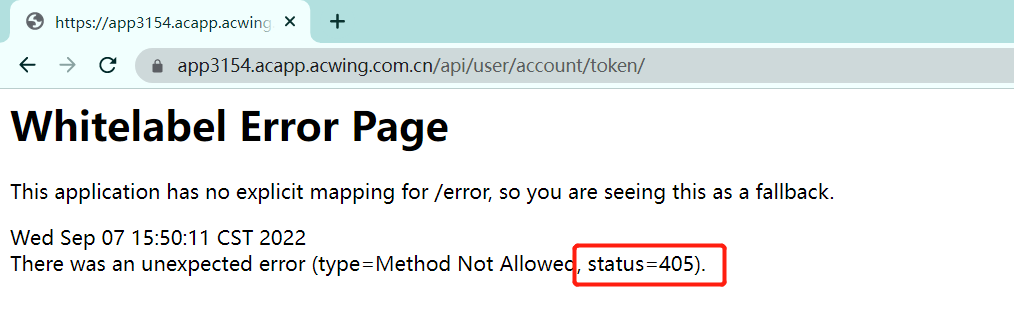 https://app3154.acapp.acwing.
app3154.acapp.acwing.com.cn/api/user/account/token/
Whitelabel Error Page
This application has no explicit mapping for /error, so you are seeing this as a fallback.
Wed Sep 07 15:50:11 CST 2022
There was an unexpected error (type=Method Not Allowed, status=405).